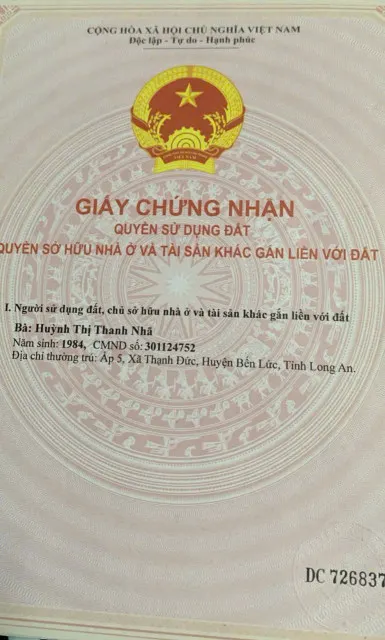 CỘNG HÒA XÃ HỘI CHỦ NGHĨA VIỆT NAM
Độc lập - Tự do - Hạnh phúc
VIỆT NAM
GIẤY CHỨNG NHẬN
QUYỀN SỬ DỤNG ĐẤT
QUYỀN SỞ HỮU NHÀ Ở VÀ TÀI SẢN KHÁC GẮN LIỀN VỚI ĐẤT
I. Người sử dụng đất, chủ sở hữu nhà ở và tài sản khác gắn liền với đất
Bà: Huỳnh Thị Thanh Nhã
Năm sinh: 1984, CMND số: 301124752
Địa chỉ thường trú: Ấp 5, Xã Thạnh Đức, Huyện Bến Lức, Tỉnh Long An.
DC 726837